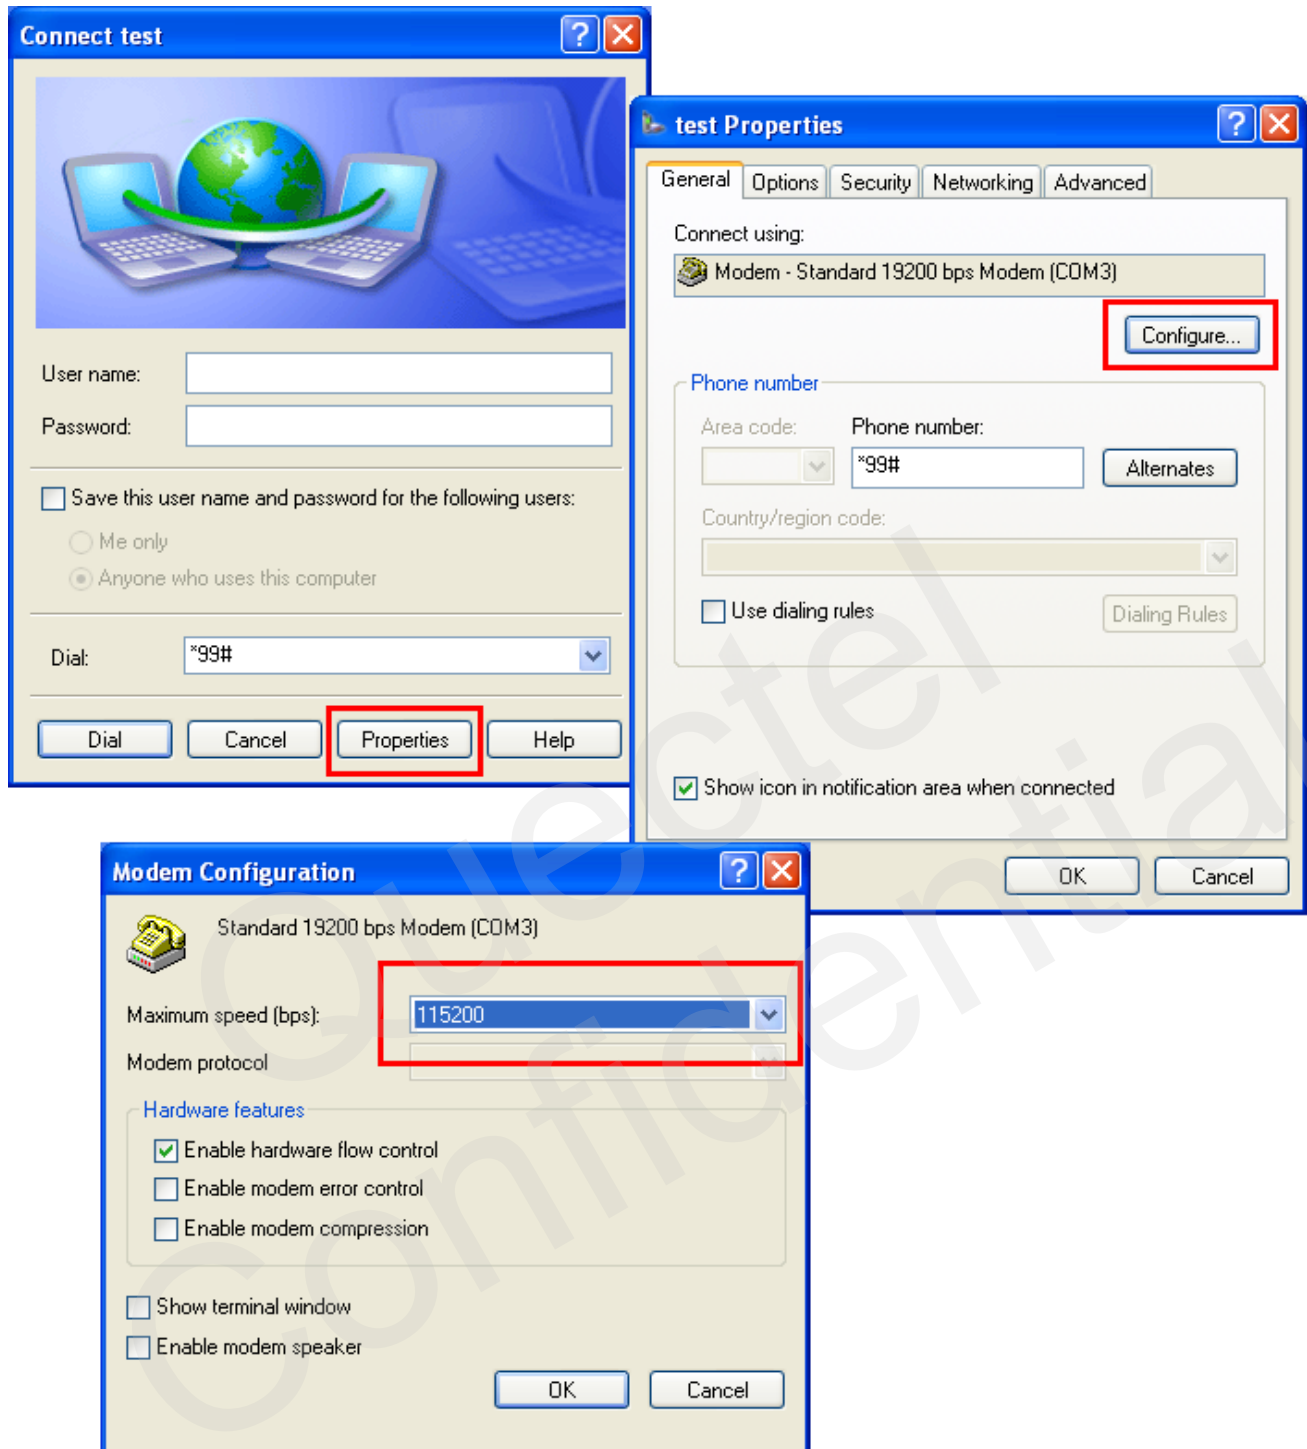 Connect test
User name:
Password:
Save this user name and password for the following users:
Me only
Anyone who uses this computer
Dial: *99#
Dial Cancel Properties Help
test Properties
General Options Security Networking Advanced
Connect using:
Modem - Standard 19200 bps Modem (COM3)
Configure...
Phone number
Area code: Phone number:
*99# Alternates
Country/region code:
Use dialing rules Dialing Rules
Show icon in notification area when connected
OK Cancel
Modem Configuration
Standard 19200 bps Modem (COM3)
Maximum speed (bps): 115200
Modem protocol
Hardware features
Enable hardware flow control
Enable modem error control
Enable modem compression
Show terminal window
Enable modem speaker
OK Cancel
Quectel
Confidential